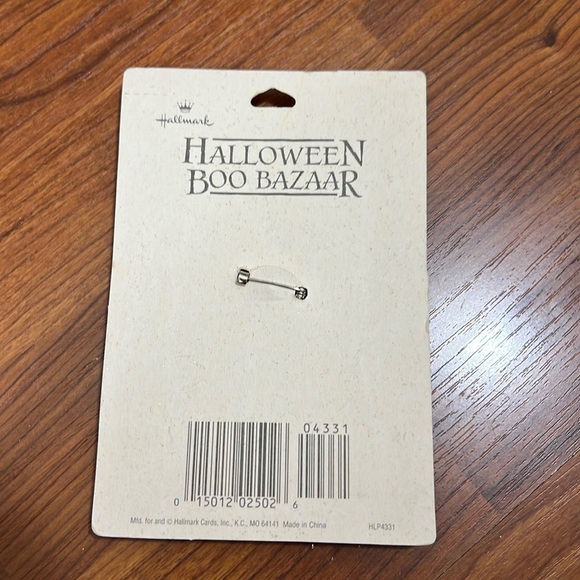 Hallmark
HALLOWEEN
BOO BAZAAR
04331
0 15012 02502 6
Mfd. for and © Hallmark Cards, Inc., K.C., MO 64141 Made in China
HLP4331